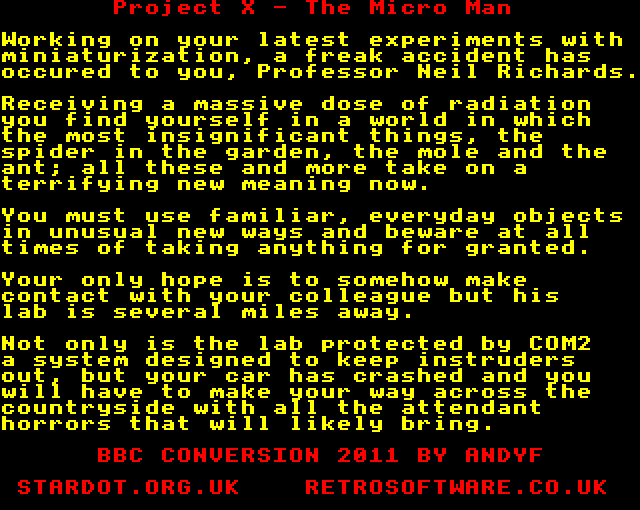 Project X - The Micro Man
Working on your latest experiments with
miniaturization, a freak accident has
occured to you, Professor Neil Richards.
Receiving a massive dose of radiation
you find yourself in a world in which
the most insignificant things, the
spider in the garden, the mole and the
ant; all these and more take on a
terrifying new meaning now.
You must use familiar, everyday objects
in unusual new ways and beware at all
times of taking anything for granted.
Your only hope is to somehow make
contact with your colleague but his
lab is several miles away.
Not only is the lab protected by COM2
a system designed to keep instruders
out, but your car has crashed and you
will have to make your way across the
countryside with all the attendant
horrors that will likely bring.
BBC CONVERSION 2011 BY ANDYF
STARDOT.ORG.UK RETROSOFTWARE.CO.UK